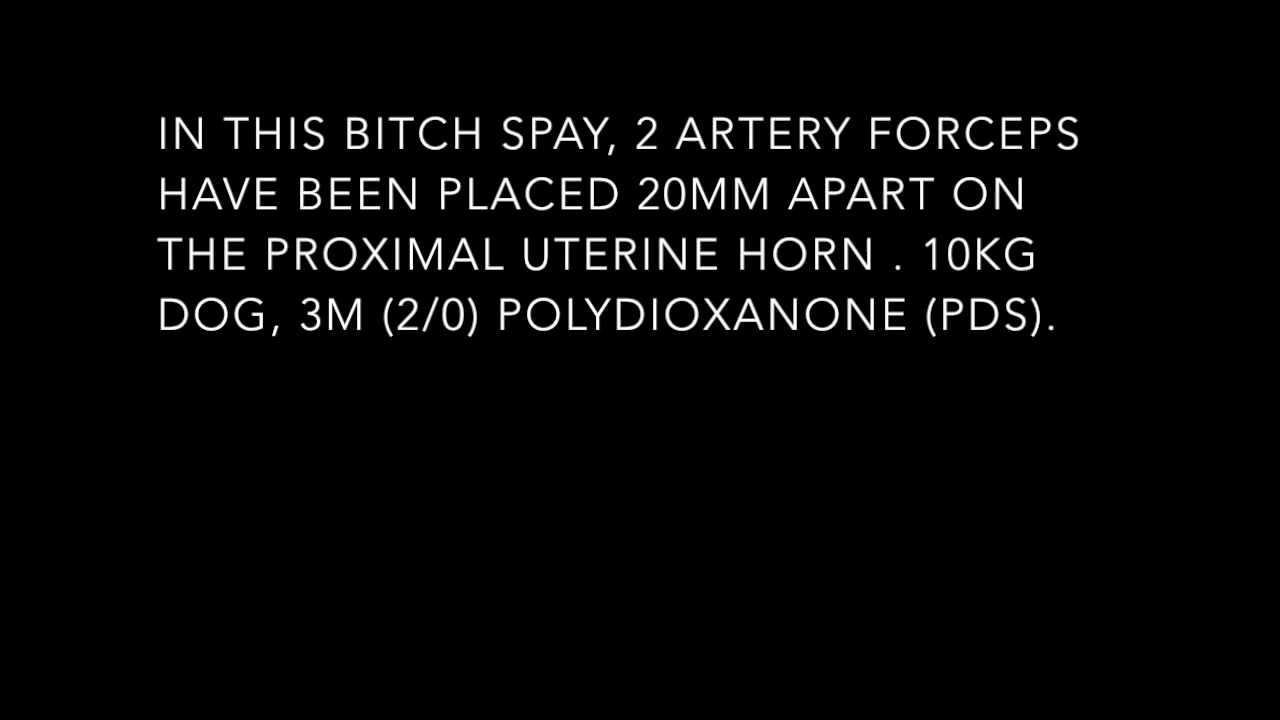 IN THIS BITCH SPAY, 2 ARTERY FORCEPS
HAVE BEEN PLACED 20MM APART ON
THE PROXIMAL UTERINE HORN . 10KG
DOG, 3M (2/0) POLYDIOXANONE (PDS).